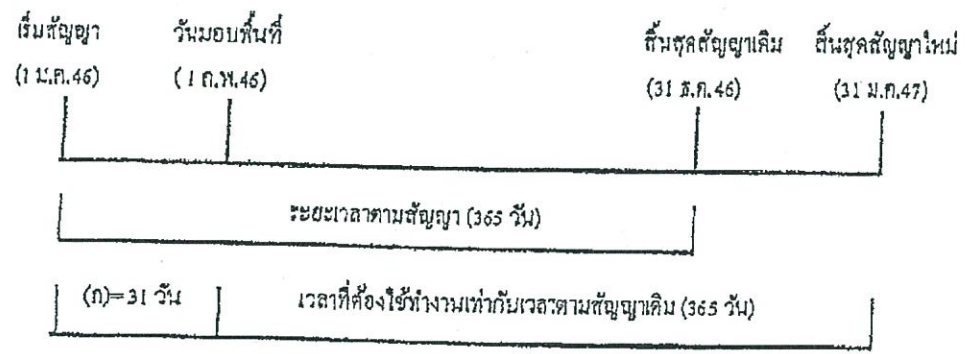 เริ่มสัญญา วันมอบพื้นที่ สิ้นสุดสัญญาเดิม สิ้นสุดสัญญาใหม่
(1 ม.ค.46) (1 ก.พ.46) (31 ธ.ค.46) (31 ม.ค.47)
ระยะเวลาตามสัญญา (365 วัน)
(ก)=31 วัน เวลาที่ต้องใช้ทำงานเท่ากับเวลาตามสัญญาเดิม (365 วัน)